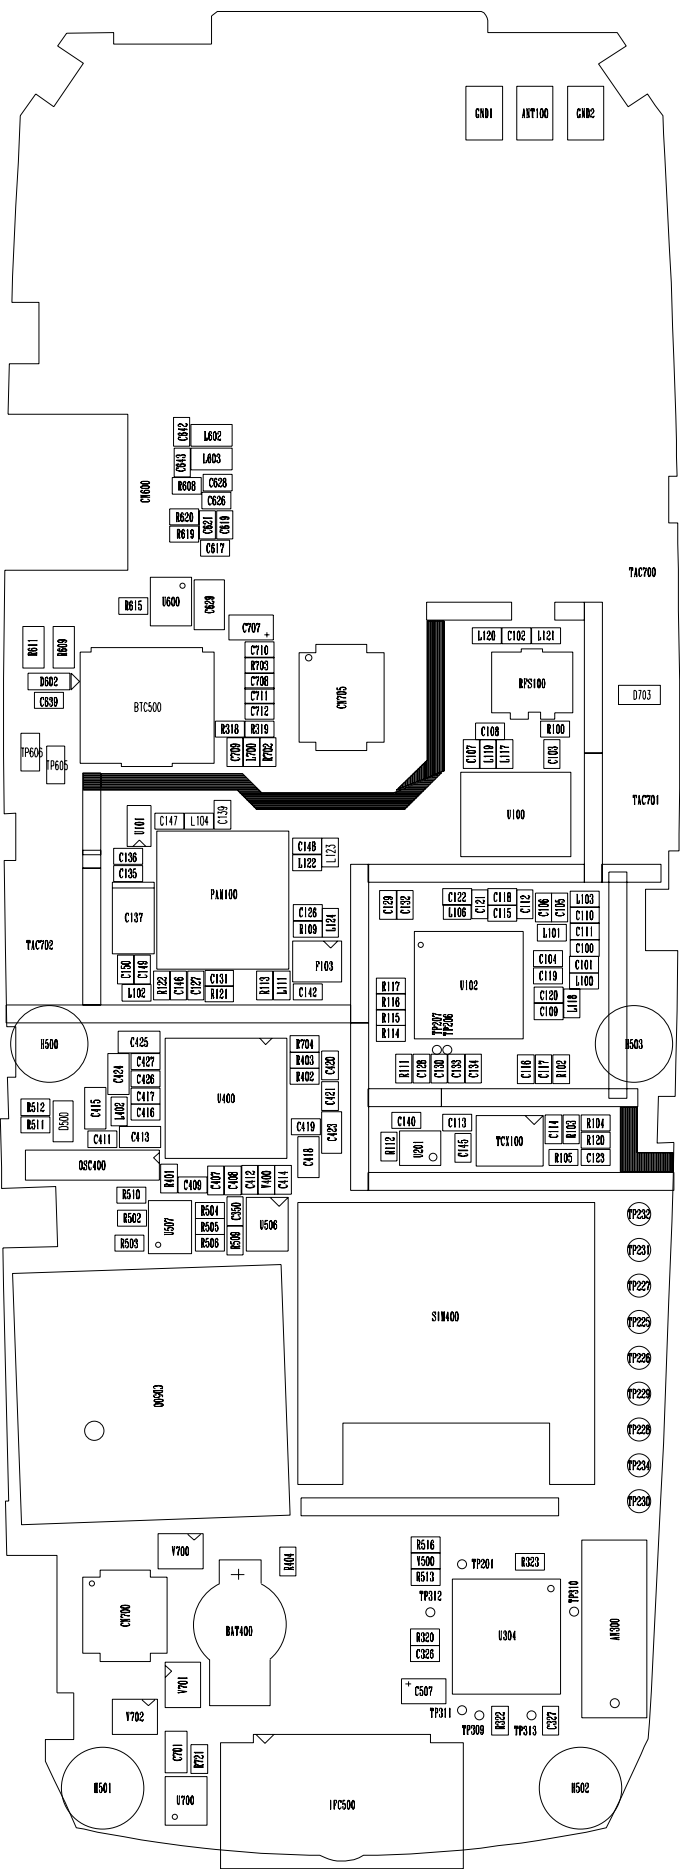 GND1 ANT100 GND2
C642 L602
C643 L603
R608 C628
C626
CN600
R620 C621 C619
R619
C617
TAC700
R615 U600 C629
C707
R611 R609
L120 C102 L121
C710
R703
D602 C708
C639 C711
C712
BTC500
CN705
RFS100
D703
R318 R319
C108 R100
TP606 TP605
C709 L700 R702
C107 L119 L117 C103
TAC701
U101 C147 L104 C139
U100
C136
C135
C148 L123
L122
PAM100
C137
C129 C132
C122 C121 C118 C112 C106 C105 L103
L106 C115 C110
C126 L124
R109
L101 C111
C100
TAC702
F103
C150 C149
C104 C101
C119 L100
R122 C146 C127 C131 R113 L111
U102
L102 R121 C142
R117
R116
R115
R114
C120 L118
C109
TP207 TP206
H500 H503
C425 R704
C424 C427 R403 C420
C426 R402
R111 C128 C130 C133 C134 C116 C117 R102
C417
C415 L402 C416
U400
C421
R512
R511
D500
C411 C413
C419 C423
C418
C140 C113
C114 R103 R104
R120
R112 U201 C145 TCX100
R105 C123
OSC400
R401 C409 C407 C408 C412 V400 C414
R510
R502
R503
U507
R504
R505
R506
C350
R509
U506
TP232
TP231
TP227
SIM400
TP225
TP226
TP229
TP228
TP234
TP230
V700
R404
R516
V500
R513
TP201 R323
CN700
BAT400
TP312
TP310
R320
C326
U304
AN300
V701
C507
V702
TP311
TP309 R322 TP313 C327
C701 R721
H501 U700 IFC500 H502